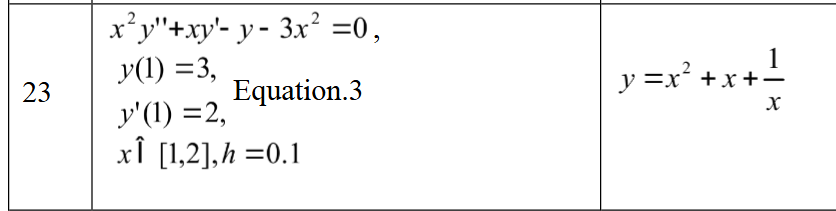 23
x²y''+xy'- y - 3x² =0,
y(1) =3,
Equation.3
y'(1) =2,
xÎ [1,2],h =0.1
y =x² +x+1/x